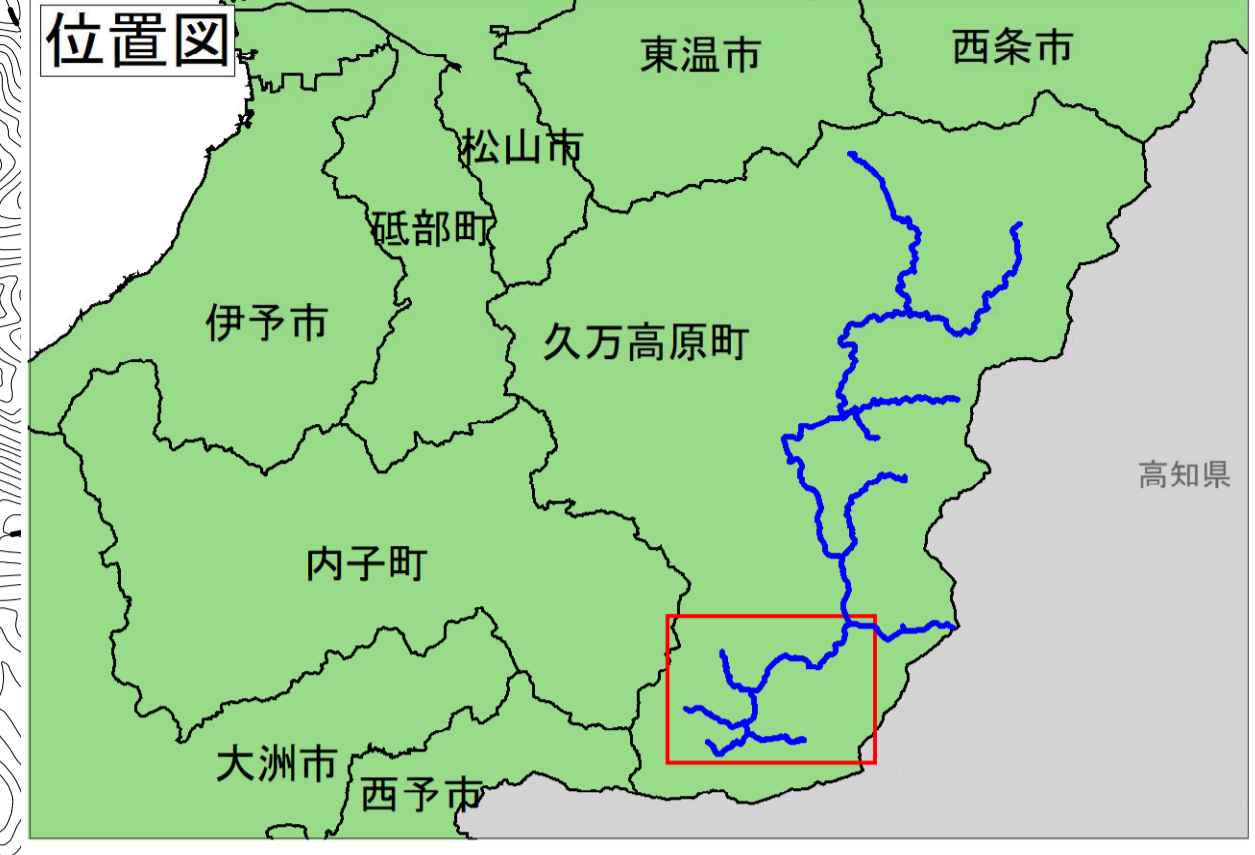 位置図
東温市
西条市
松山市
砥部町
伊予市
久万高原町
高知県
内子町
大洲市
西予市